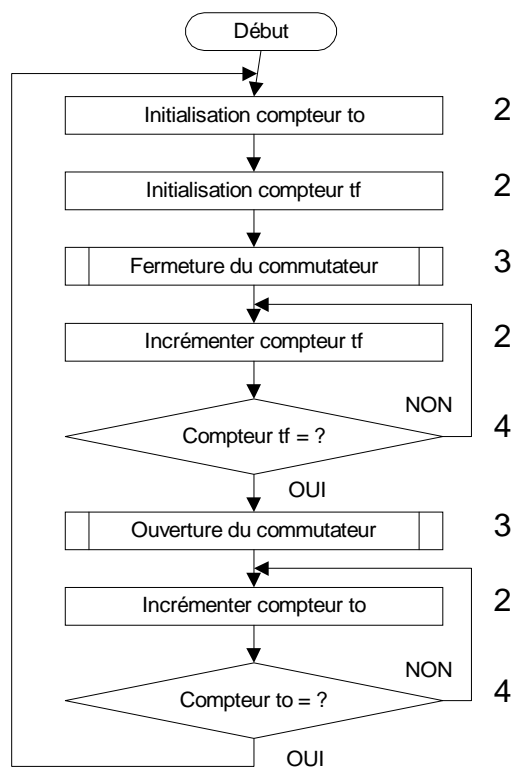 Début
Initialisation compteur to
2
Initialisation compteur tf
2
Fermeture du commutateur
3
Incrémenter compteur tf
2
NON
Compteur tf = ?
4
OUI
Ouverture du commutateur
3
Incrémenter compteur to
2
NON
Compteur to = ?
4
OUI